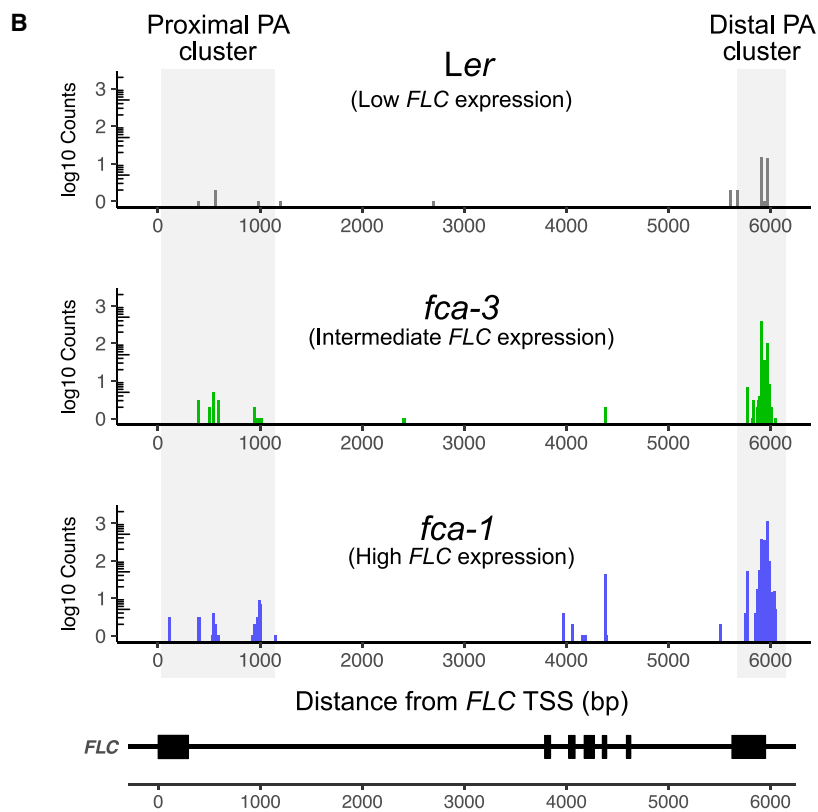 B
Proximal PA Distal PA
cluster cluster
Ler
(Low FLC expression)
log10 Counts
3
2
1
0
0 1000 2000 3000 4000 5000 6000
fca-3
(Intermediate FLC expression)
log10 Counts
3
2
1
0
0 1000 2000 3000 4000 5000 6000
fca-1
(High FLC expression)
log10 Counts
3
2
1
0
0 1000 2000 3000 4000 5000 6000
Distance from FLC TSS (bp)
FLC
0 1000 2000 3000 4000 5000 6000